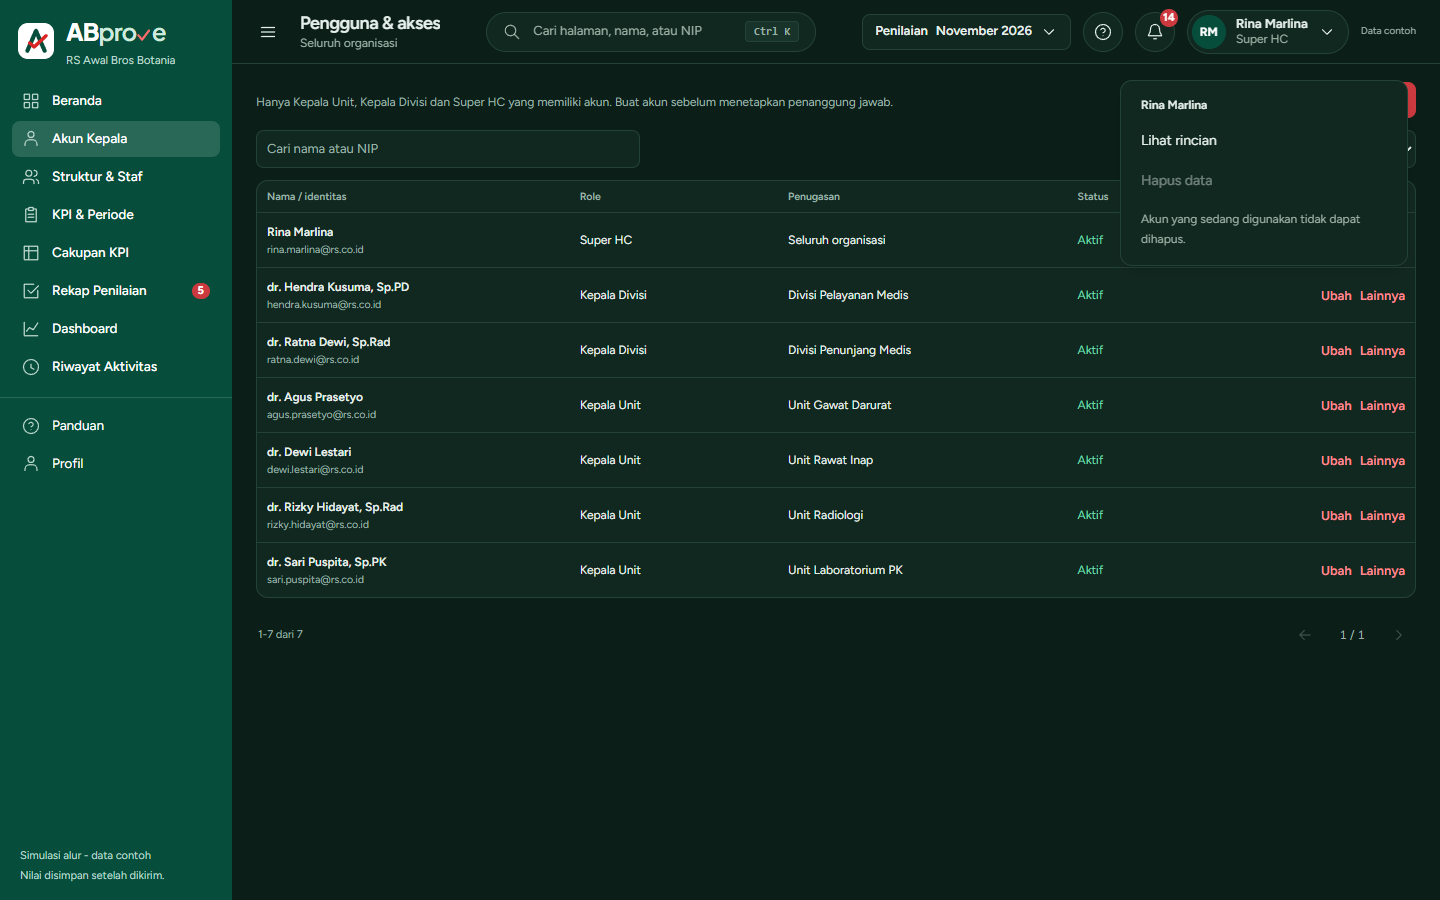 ABprove
RS Awal Bros Botania
Beranda
Akun Kepala
Struktur & Staf
KPI & Periode
Cakupan KPI
Rekap Penilaian 5
Dashboard
Riwayat Aktivitas
Panduan
Profil
Simulasi alur - data contoh
Nilai disimpan setelah dikirim.
Pengguna & akses
Seluruh organisasi
Cari halaman, nama, atau NIP Ctrl K
Penilaian November 2026
14
RM
Rina Marlina
Super HC
Data contoh
Hanya Kepala Unit, Kepala Divisi dan Super HC yang memiliki akun. Buat akun sebelum menetapkan penanggung jawab.
Cari nama atau NIP
Rina Marlina
Lihat rincian
Hapus data
Akun yang sedang digunakan tidak dapat
dihapus.
Nama / identitas Role Penugasan Status
Rina Marlina
rina.marlina@rs.co.id
Super HC Seluruh organisasi Aktif
dr. Hendra Kusuma, Sp.PD
hendra.kusuma@rs.co.id
Kepala Divisi Divisi Pelayanan Medis Aktif Ubah Lainnya
dr. Ratna Dewi, Sp.Rad
ratna.dewi@rs.co.id
Kepala Divisi Divisi Penunjang Medis Aktif Ubah Lainnya
dr. Agus Prasetyo
agus.prasetyo@rs.co.id
Kepala Unit Unit Gawat Darurat Aktif Ubah Lainnya
dr. Dewi Lestari
dewi.lestari@rs.co.id
Kepala Unit Unit Rawat Inap Aktif Ubah Lainnya
dr. Rizky Hidayat, Sp.Rad
rizky.hidayat@rs.co.id
Kepala Unit Unit Radiologi Aktif Ubah Lainnya
dr. Sari Puspita, Sp.PK
sari.puspita@rs.co.id
Kepala Unit Unit Laboratorium PK Aktif Ubah Lainnya
1-7 dari 7
1 / 1